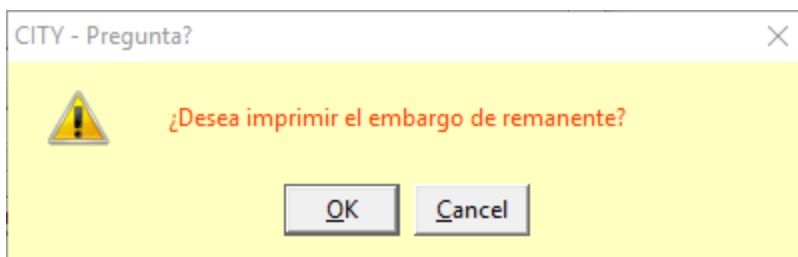 CITY - Pregunta?
¿Desea imprimir el embargo de remanente?
OK Cancel